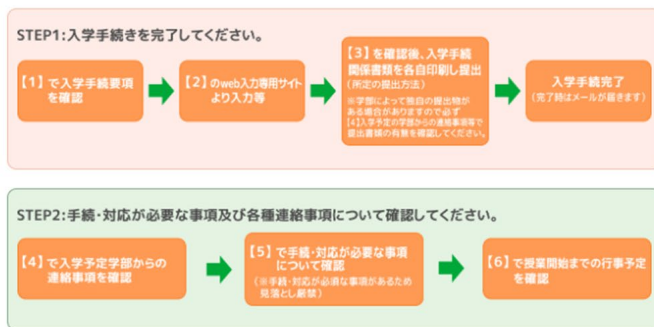 STEP1:入学手続きを完了してください。
【1】で入学手続要項
を確認
【2】のweb入力専用サイト
より入力等
【3】を確認後、入学手続
関係書類を各自印刷し提出
(所定の提出方法)
※学部によって独自の提出物が
ある場合がありますので必ず
【4】入学予定の学部からの連絡事項等で
提出書類の有無を確認してください。
入学手続完了
(完了時はメールが届きます)
STEP2:手続・対応が必要な事項及び各種連絡事項について確認してください。
【4】で入学予定学部からの
連絡事項を確認
【5】で手続・対応が必要な事項
について確認
(※手続・対応が必須な事項があるため
見落とし厳禁)
【6】で授業開始までの行事予定
を確認